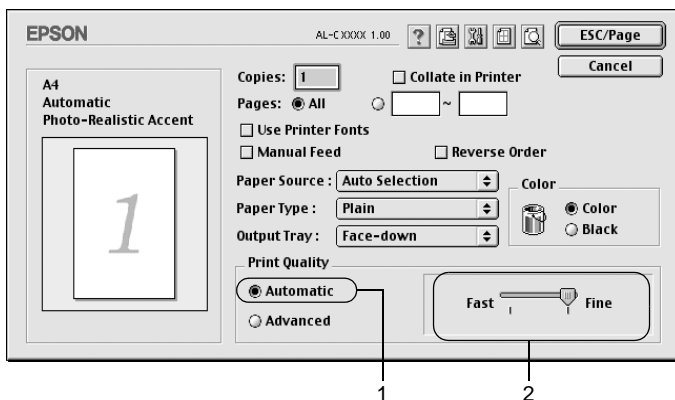 EPSON
AL-CXXXX 1.00
?
ESC/Page
Cancel
A4
Automatic
Photo-Realistic Accent
1
Copies: 1
Collate in Printer
Pages: All ~
Use Printer Fonts
Manual Feed Reverse Order
Paper Source : Auto Selection
Paper Type : Plain
Output Tray : Face-down
Color
Color
Black
Print Quality
Automatic
Advanced
Fast Fine
1 2